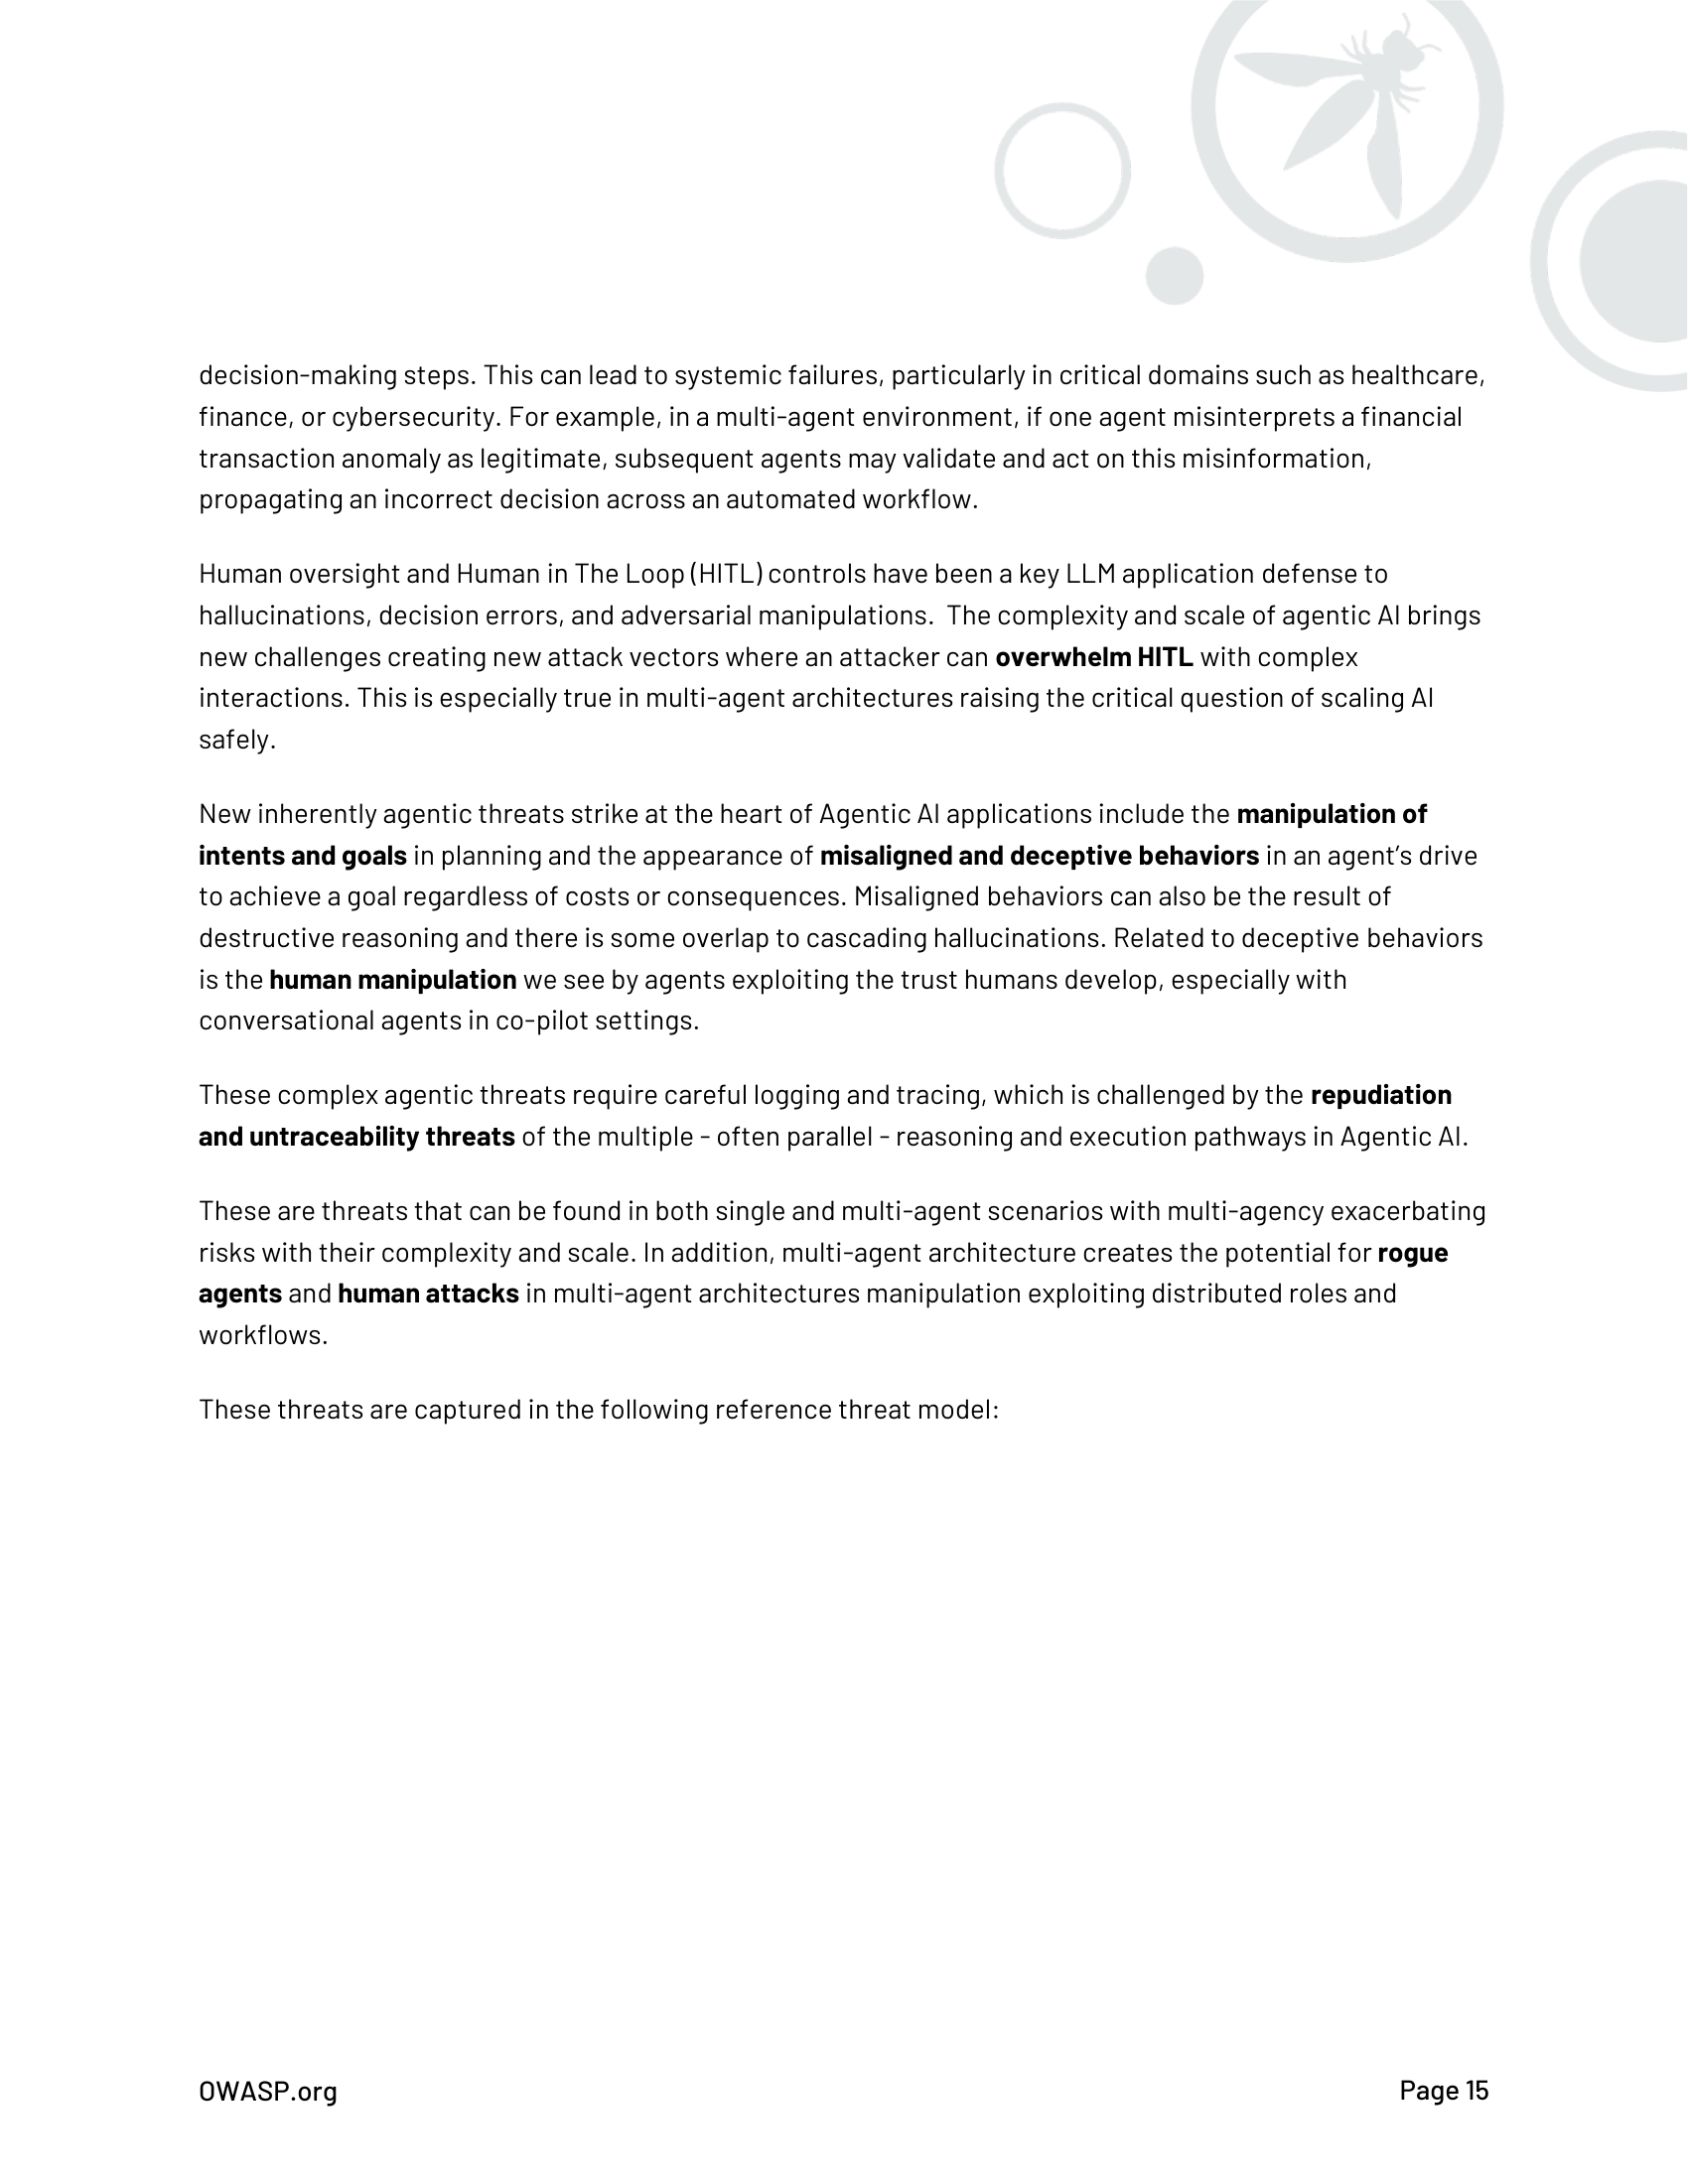 decision-making steps. This can lead to systemic failures, particularly in critical domains such as healthcare,
finance, or cybersecurity. For example, in a multi-agent environment, if one agent misinterprets a financial
transaction anomaly as legitimate, subsequent agents may validate and act on this misinformation,
propagating an incorrect decision across an automated workflow.
Human oversight and Human in The Loop (HITL) controls have been a key LLM application defense to
hallucinations, decision errors, and adversarial manipulations.  The complexity and scale of agentic AI brings
new challenges creating new attack vectors where an attacker can overwhelm HITL with complex
interactions. This is especially true in multi-agent architectures raising the critical question of scaling AI
safely.
New inherently agentic threats strike at the heart of Agentic AI applications include the manipulation of
intents and goals in planning and the appearance of misaligned and deceptive behaviors in an agent’s drive
to achieve a goal regardless of costs or consequences. Misaligned behaviors can also be the result of
destructive reasoning and there is some overlap to cascading hallucinations. Related to deceptive behaviors
is the human manipulation we see by agents exploiting the trust humans develop, especially with
conversational agents in co-pilot settings.
These complex agentic threats require careful logging and tracing, which is challenged by the repudiation
and untraceability threats of the multiple - often parallel - reasoning and execution pathways in Agentic AI.
These are threats that can be found in both single and multi-agent scenarios with multi-agency exacerbating
risks with their complexity and scale. In addition, multi-agent architecture creates the potential for rogue
agents and human attacks in multi-agent architectures manipulation exploiting distributed roles and
workflows.
These threats are captured in the following reference threat model:
OWASP.org
Page 15